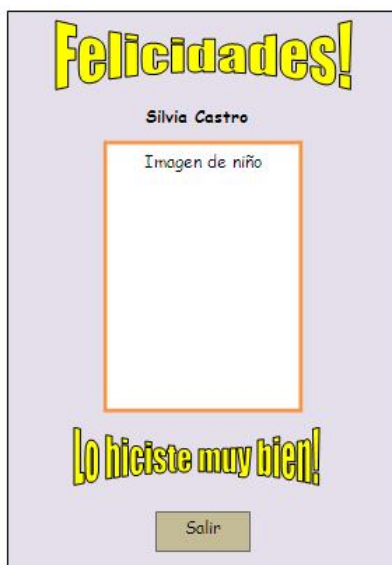 Felicidades!
Silvia Castro
Imagen de niño
Lo hiciste muy bien!
Salir